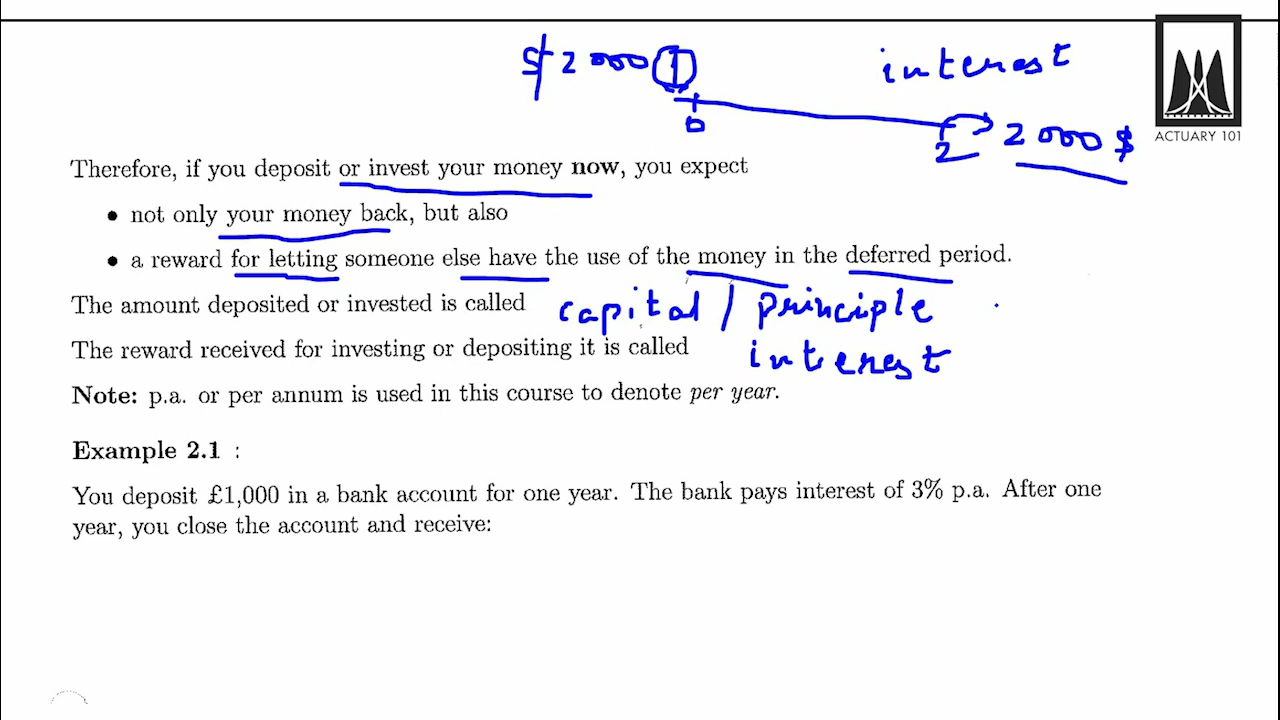 $ 2000 1 interest
0 2 2000 $
ACTUARY 101
Therefore, if you deposit or invest your money now, you expect
• not only your money back, but also
• a reward for letting someone else have the use of the money in the deferred period.
The amount deposited or invested is called capital / principle
The reward received for investing or depositing it is called interest
Note: p.a. or per annum is used in this course to denote per year.
Example 2.1 :
You deposit £1,000 in a bank account for one year. The bank pays interest of 3% p.a. After one
year, you close the account and receive: